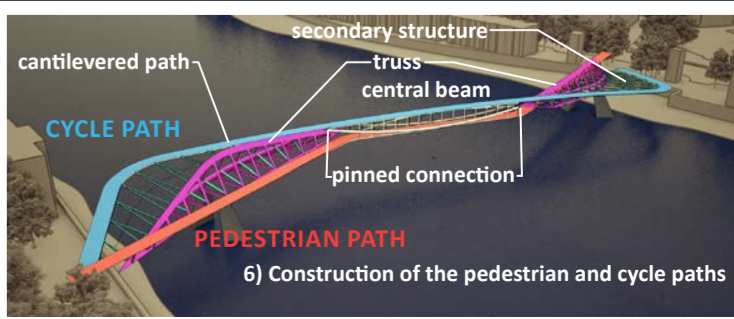 secondary structure
cantilevered path
truss
central beam
CYCLE PATH
pinned connection
PEDESTRIAN PATH
6) Construction of the pedestrian and cycle paths